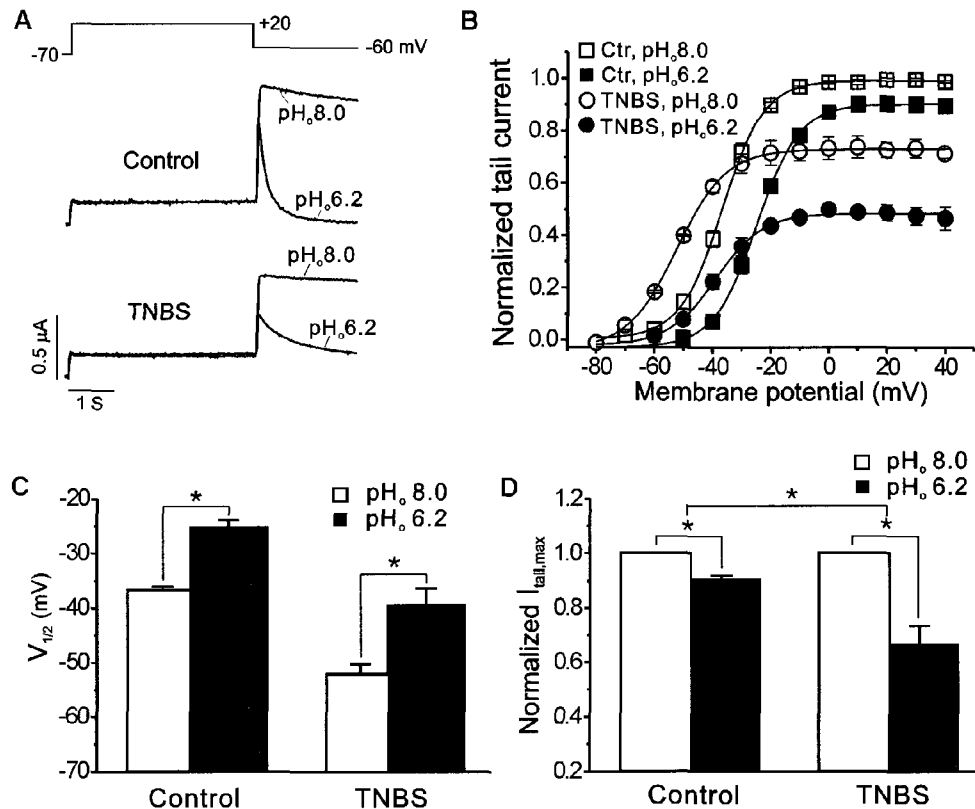 A
+20
-70
-60 mV
pHₒ8.0
Control
pHₒ6.2
pHₒ8.0
TNBS
pHₒ6.2
0.5 µA
1 S
B
Ctr, pHₒ8.0
Ctr, pHₒ6.2
TNBS, pHₒ8.0
TNBS, pHₒ6.2
Normalized tail current
1.0
0.8
0.6
0.4
0.2
0.0
-80 -60 -40 -20 0 20 40
Membrane potential (mV)
C
pHₒ 8.0
pHₒ 6.2
V1/2 (mV)
-20
-30
-40
-50
-60
-70
*
*
Control TNBS
D
pHₒ 8.0
pHₒ 6.2
Normalized Itail,max
1.2
1.0
0.8
0.6
0.4
0.2
*
*
*
Control TNBS